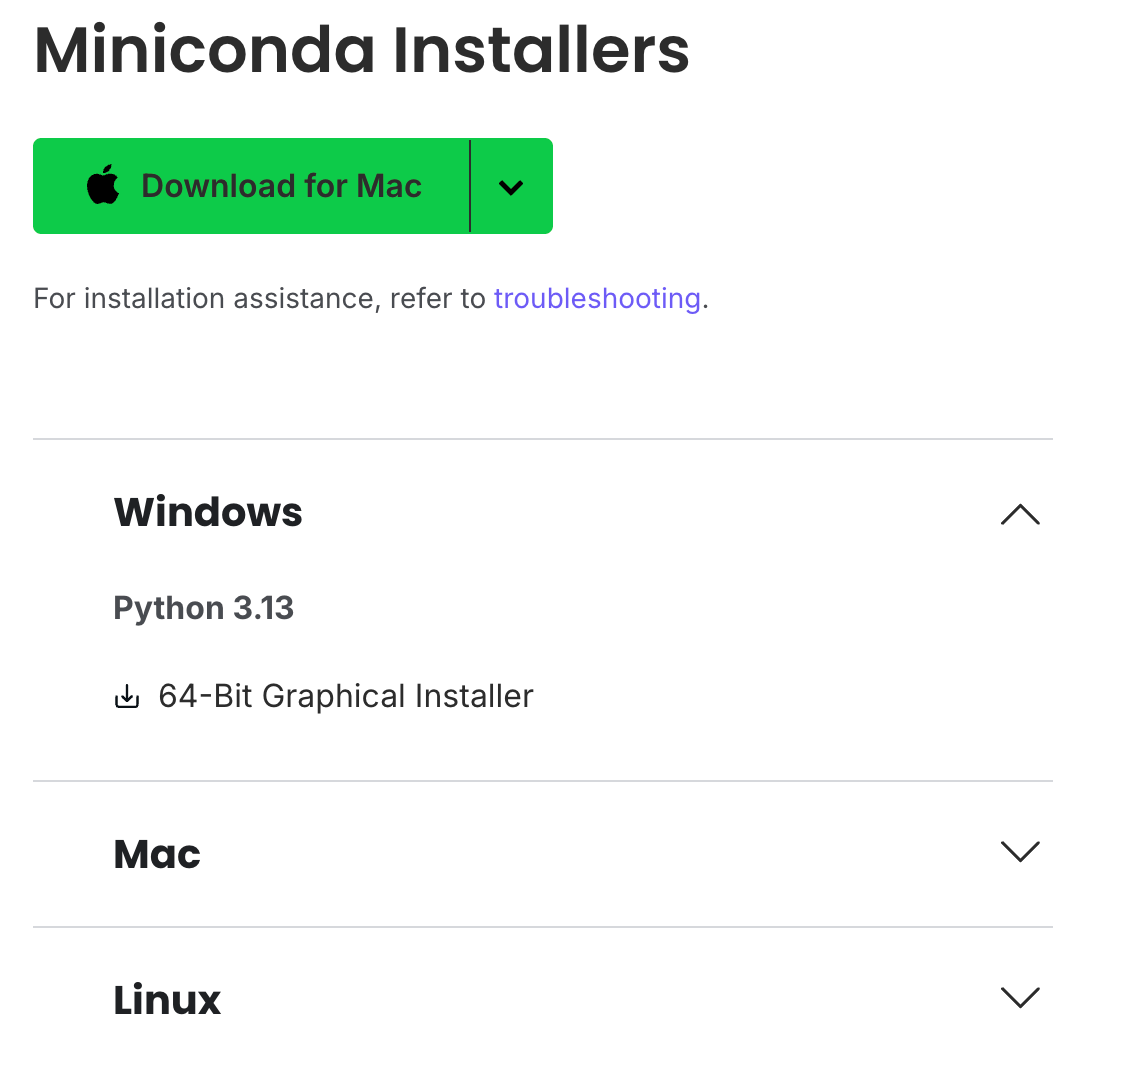 Miniconda Installers
Download for Mac
For installation assistance, refer to troubleshooting.
Windows
Python 3.13
64-Bit Graphical Installer
Mac
Linux